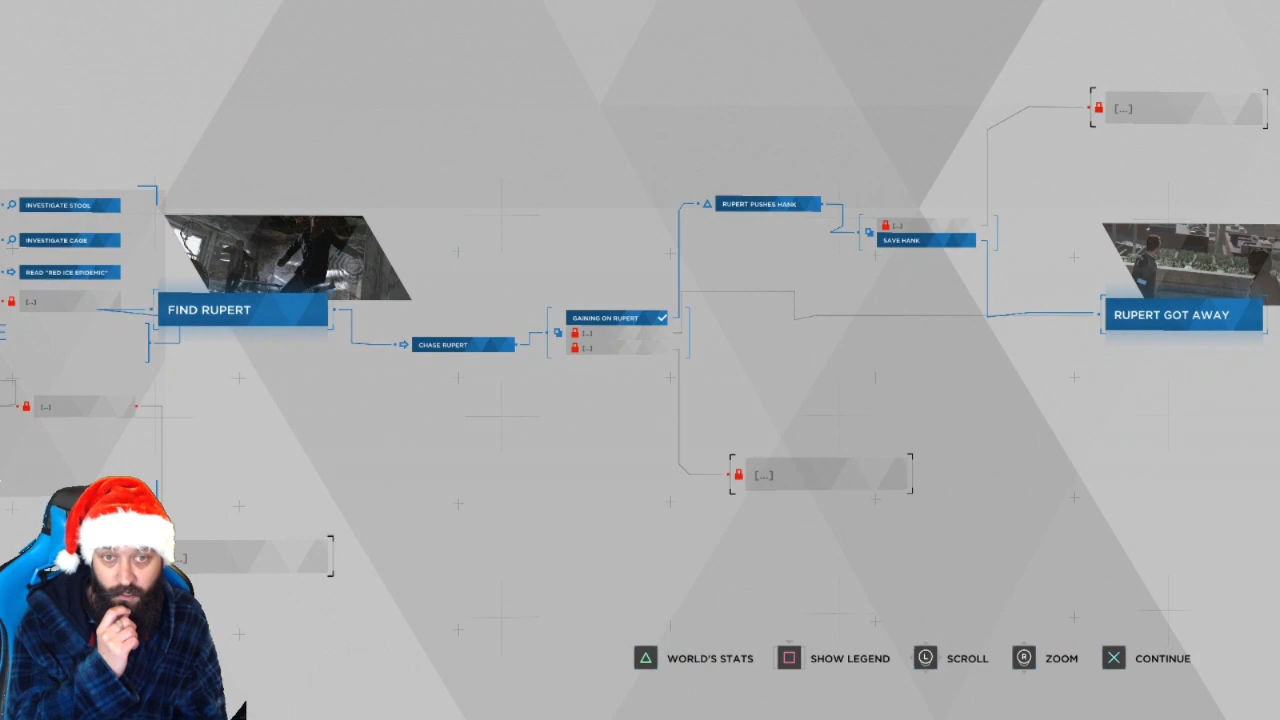 INVESTIGATE STOOL
INVESTIGATE CAGE
READ "RED ICE EPIDEMIC"
[...]
FIND RUPERT
[...]
...]
CHASE RUPERT
GAINING ON RUPERT
[...]
[...]
RUPERT PUSHES HANK
[...]
SAVE HANK
[...]
[...]
RUPERT GOT AWAY
WORLD'S STATS
SHOW LEGEND
L SCROLL
R ZOOM
CONTINUE